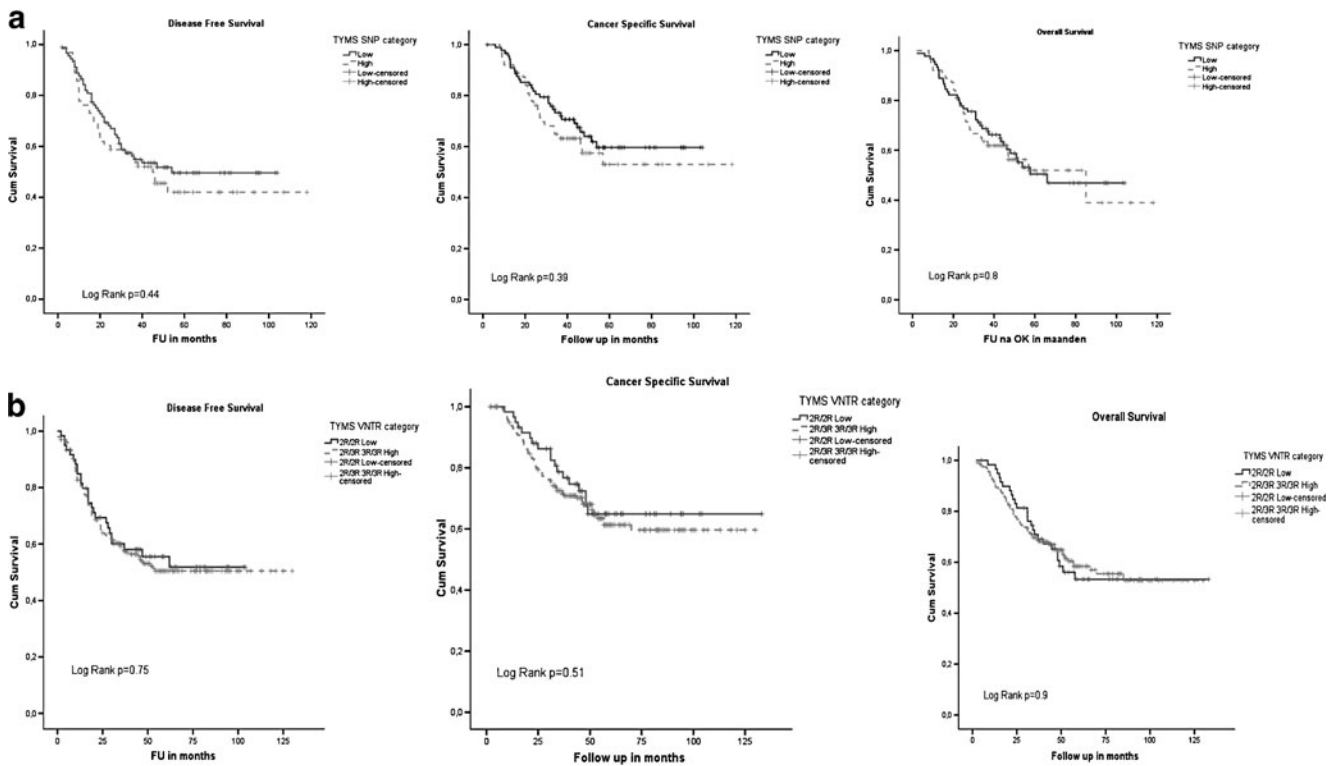 a
Disease Free Survival
TYMS SNP category
Low
High
Low-censored
High-censored
1,0
0,8
0,6
0,4
0,2
0,0
Cum Survival
0 20 40 60 80 100 120
FU in months
Log Rank p=0.44
Cancer Specific Survival
TYMS SNP category
Low
High
Low-censored
High-censored
1,0
0,8
0,6
0,4
0,2
0,0
Cum Survival
0 20 40 60 80 100 120
Follow up in months
Log Rank p=0.39
Overall Survival
TYMS SNP category
Low
High
Low-censored
High-censored
1,0
0,8
0,6
0,4
0,2
0,0
Cum Survival
0 20 40 60 80 100 120
FU na OK in maanden
Log Rank p=0.8
b
Disease Free Survival
TYMS VNTR category
2R/2R Low
2R/3R 3R/3R High
2R/2R Low-censored
2R/3R 3R/3R High-
censored
1,0
0,8
0,6
0,4
0,2
0,0
Cum Survival
0 25 50 75 100 125
FU in months
Log Rank p=0.75
Cancer Specific Survival
TYMS VNTR category
2R/2R Low
2R/3R 3R/3R High
2R/2R Low-censored
2R/3R 3R/3R High-
censored
1,0
0,8
0,6
0,4
0,2
0,0
Cum Survival
0 25 50 75 100 125
Follow up in months
Log Rank p=0.51
Overall Survival
TYMS VNTR category
2R/2R Low
2R/3R 3R/3R High
2R/2R Low-censored
2R/3R 3R/3R High-
censored
1,0
0,8
0,6
0,4
0,2
0,0
Cum Survival
0 25 50 75 100 125
Follow up in months
Log Rank p=0.9